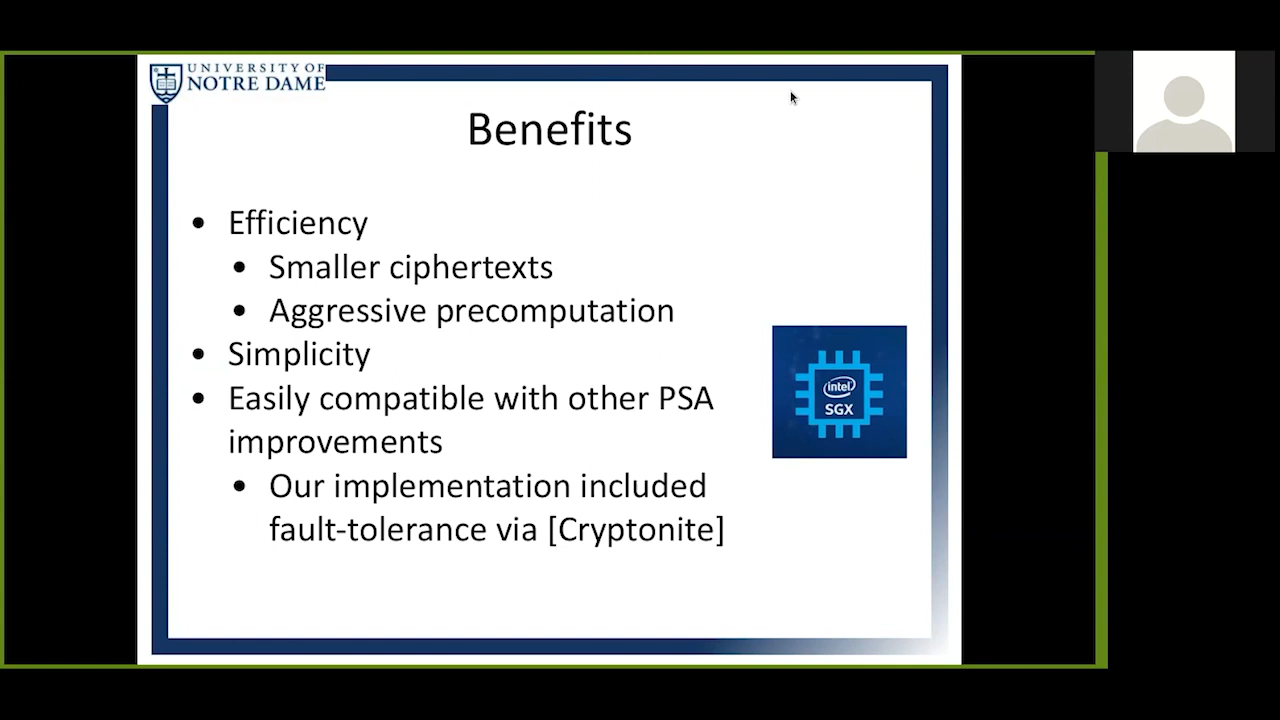 UNIVERSITY OF
NOTRE DAME
Benefits
• Efficiency
• Smaller ciphertexts
• Aggressive precomputation
• Simplicity
• Easily compatible with other PSA
improvements
• Our implementation included
fault-tolerance via [Cryptonite]
intel
SGX